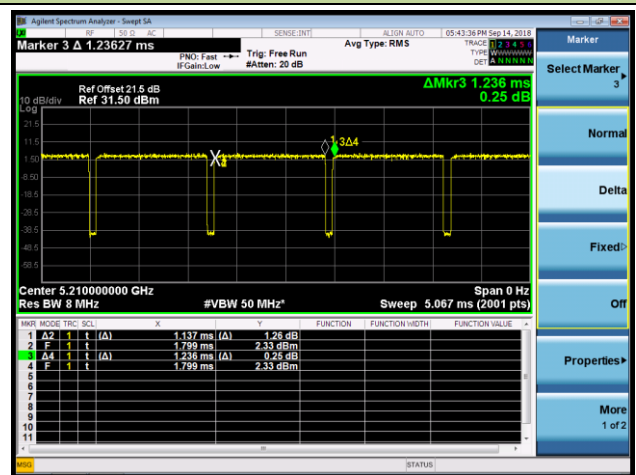 Agilent Spectrum Analyzer - Swept SA
RF 50 Ω AC SENSE:INT ALIGN AUTO 05:43:36 PM Sep 14, 2018
Marker 3 Δ 1.23627 ms
PNO: Fast
IFGain:Low
Trig: Free Run
#Atten: 20 dB
Avg Type: RMS
TRACE 1 2 3 4 5 6
TYPE WWWWWW
DET A N N N N N
Ref Offset 21.5 dB
Ref 31.50 dBm
10 dB/div
Log
ΔMkr3 1.236 ms
0.25 dB
21.5
11.5
1.50
-8.50
-18.5
-28.5
-38.5
-48.5
-58.5
3Δ4
Center 5.210000000 GHz
Span 0 Hz
Res BW 8 MHz
#VBW 50 MHz*
Sweep 5.067 ms (2001 pts)
MKR MODE TRC SCL X Y FUNCTION FUNCTION WIDTH FUNCTION VALUE
1 Δ2 1 t (Δ) 1.137 ms (Δ) 1.26 dB
2 F 1 t 1.799 ms 2.33 dBm
3 Δ4 1 t (Δ) 1.236 ms (Δ) 0.25 dB
4 F 1 t 1.799 ms 2.33 dBm
5
6
7
8
9
10
11
MSG
STATUS
Marker
Select Marker
3
Normal
Delta
Fixed
Off
Properties
More
1 of 2